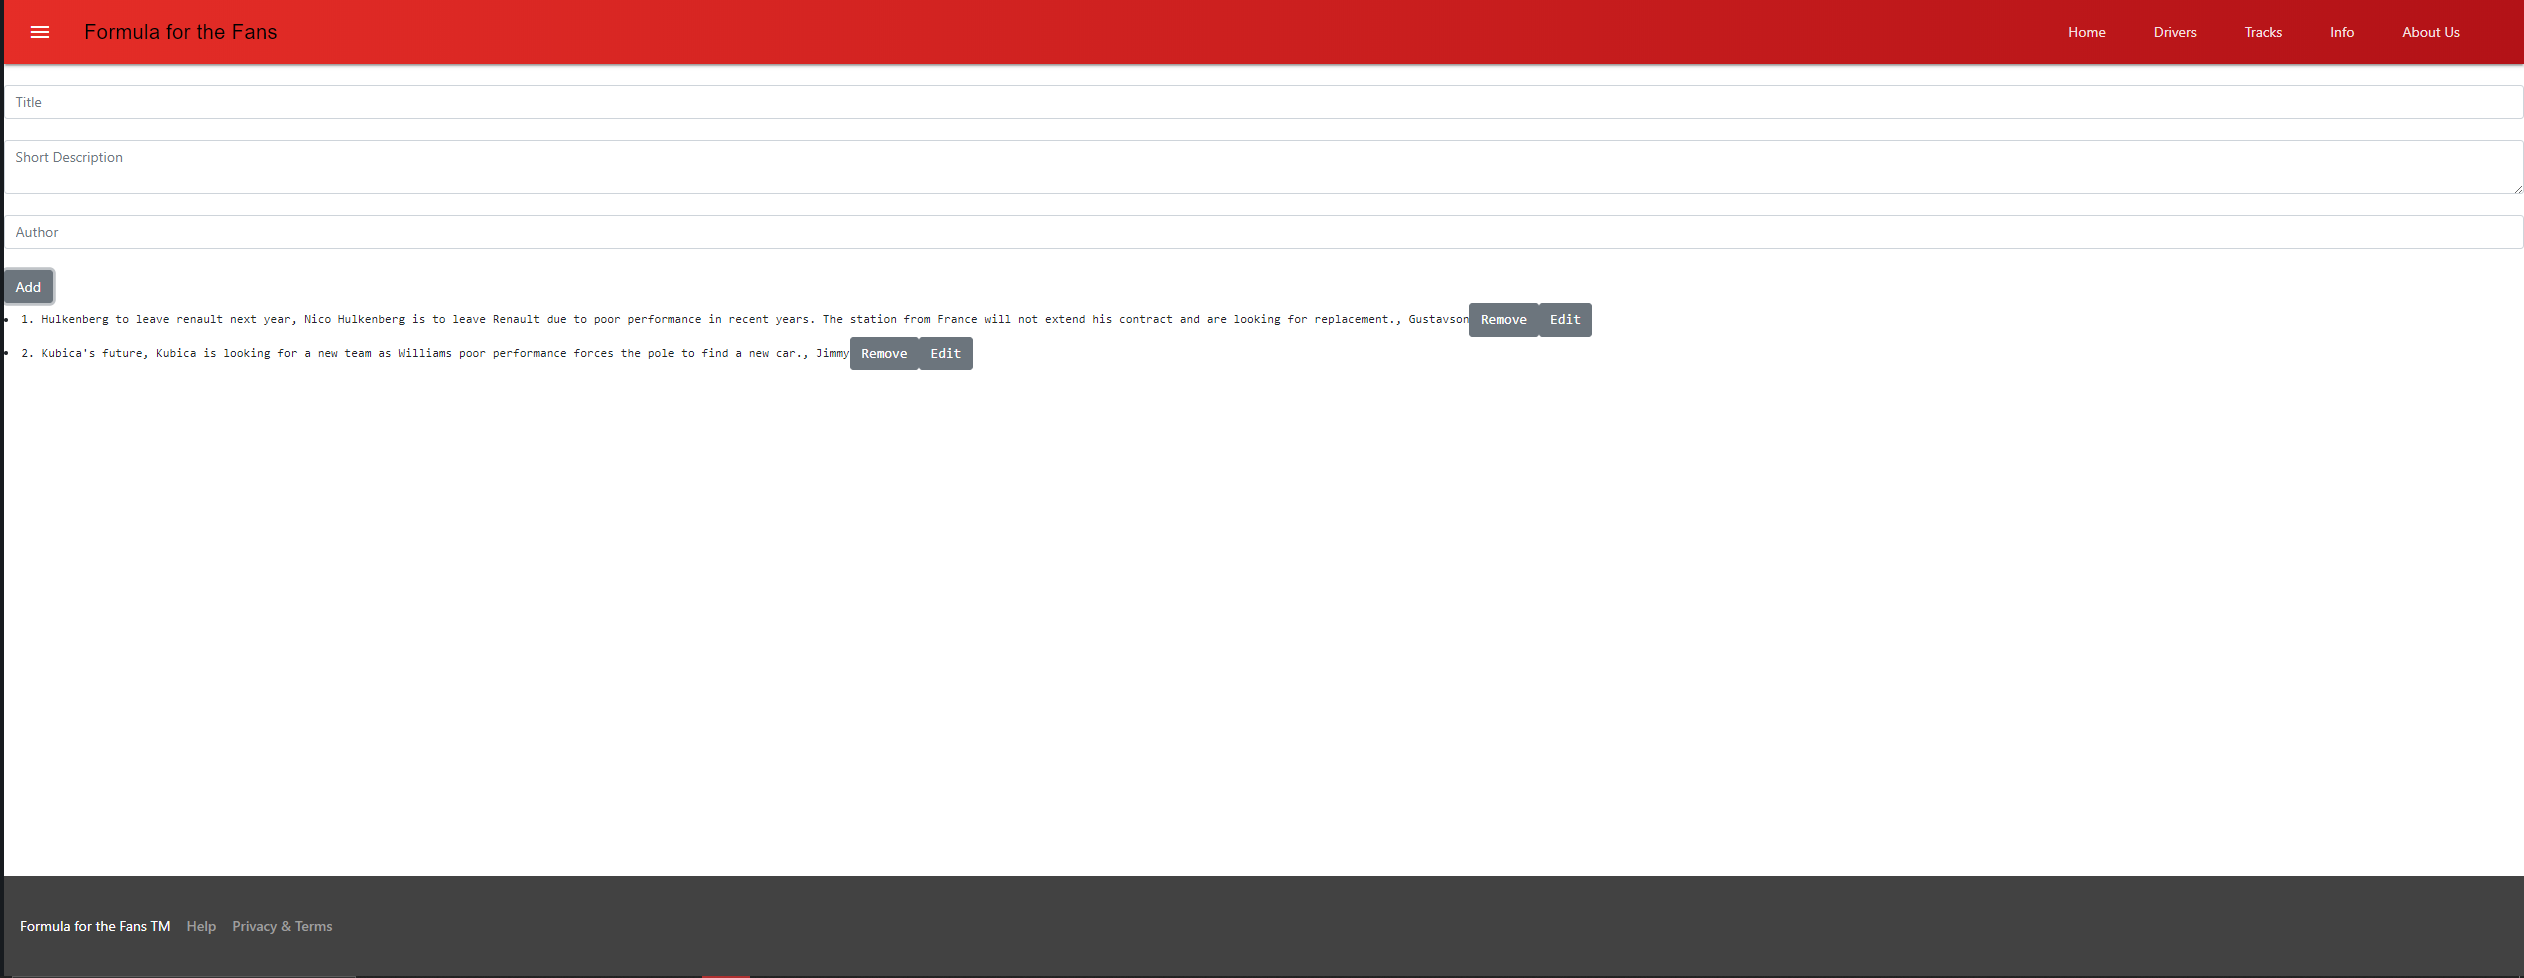 Formula for the Fans Home Drivers Tracks Info About Us
Title
Short Description
Author
Add
1. Hulkenberg to leave renault next year, Nico Hulkenberg is to leave Renault due to poor performance in recent years. The station from France will not extend his contract and are looking for replacement., Gustavson Remove Edit
2. Kubica's future, Kubica is looking for a new team as Williams poor performance forces the pole to find a new car., Jimmy Remove Edit
Formula for the Fans TM Help Privacy & Terms